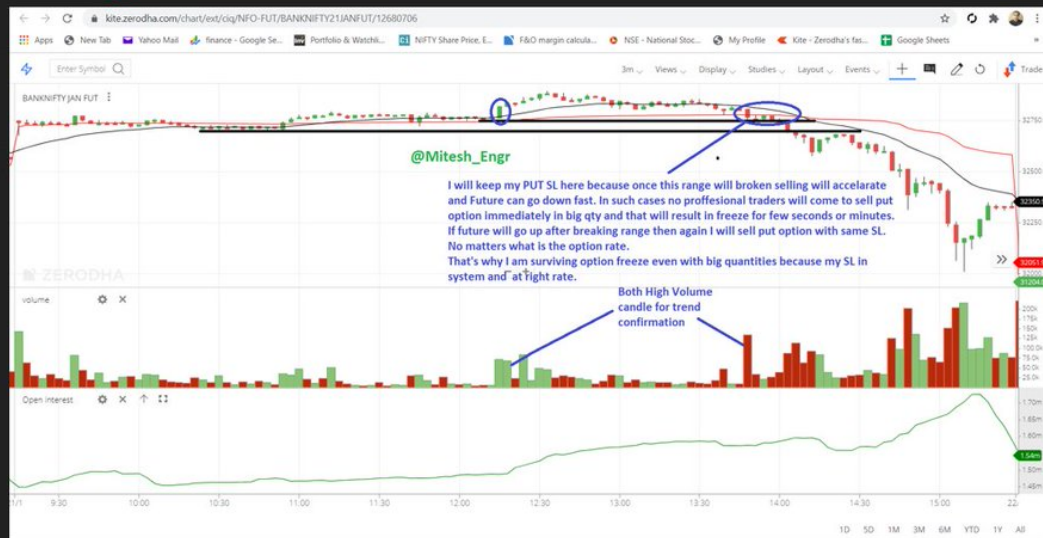 kite.zerodha.com/chart/ext/ciq/NFO-FUT/BANKNIFTY21JANFUT/12680706
Apps New Tab Yahoo Mail finance - Google Se... Portfolio & Watchli... NIFTY Share Price, E... F&O margin calcula... NSE - National Stoc... My Profile Kite - Zerodha's fas... Google Sheets
Enter Symbol 3m Views Display Studies Layout Events Trade
BANKNIFTY JAN FUT
32750
@Mitesh_Engr
32500
I will keep my PUT SL here because once this range will broken selling will accelarate
and Future can go down fast. In such cases no proffesional traders will come to sell put
option immediately in big qty and that will result in freeze for few seconds or minutes.
If future will go up after breaking range then again I will sell put option with same SL.
No matters what is the option rate.
That's why I am surviving option freeze even with big quantities because my SL in
system and at right rate.
32350.
32250
32051.
32000
31204.
ZERODHA
Both High Volume
candle for trend
confirmation
volume
200k
175k
150k
125k
100.0k
75.0k
50.0k
25.0k
Open Interest
1.70m
1.65m
1.60m
1.54m
1.50m
1.45m
1/1 9:30 10:00 10:30 11:00 11:30 12:00 12:30 13:00 13:30 14:00 14:30 15:00 22
1D 5D 1M 3M 6M YTD 1Y All